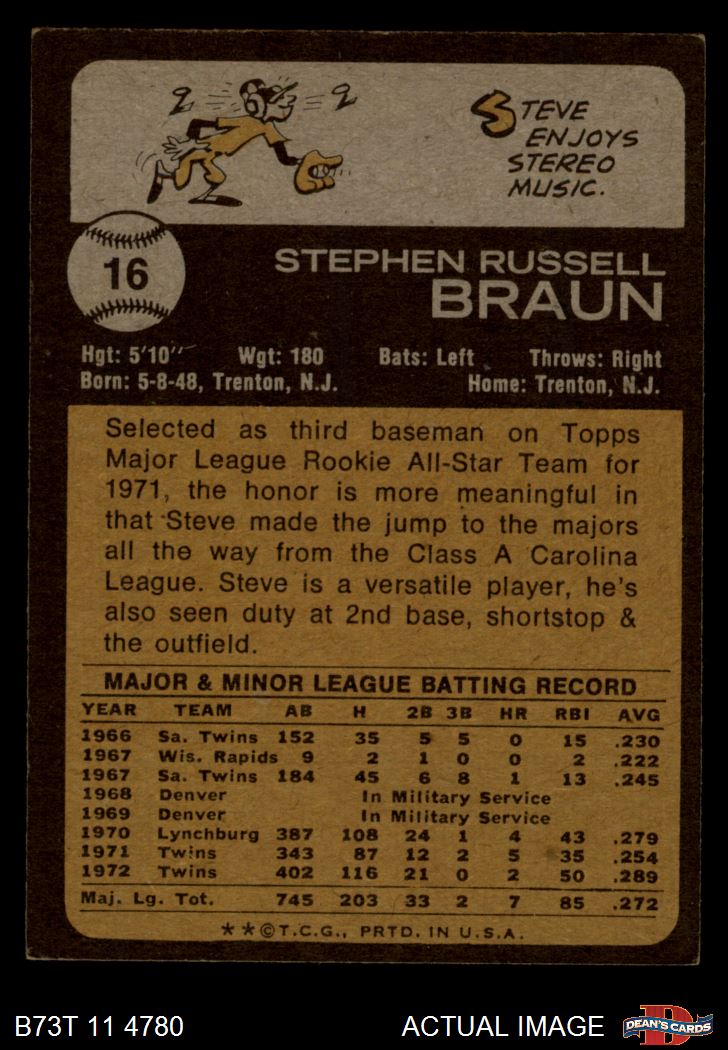 STEVE
ENJOYS
STEREO
MUSIC.
16
STEPHEN RUSSELL
BRAUN
Hgt: 5'10" Wgt: 180 Bats: Left Throws: Right
Born: 5-8-48, Trenton, N.J. Home: Trenton, N.J.
Selected as third baseman on Topps
Major League Rookie All-Star Team for
1971, the honor is more meaningful in
that Steve made the jump to the majors
all the way from the Class A Carolina
League. Steve is a versatile player, he's
also seen duty at 2nd base, shortstop &
the outfield.
MAJOR & MINOR LEAGUE BATTING RECORD
YEAR TEAM AB H 2B 3B HR RBI AVG
1966 Sa. Twins 152 35 5 5 0 15 .230
1967 Wis. Rapids 9 2 1 0 0 2 .222
1967 Sa. Twins 184 45 6 8 1 13 .245
1968 Denver In Military Service
1969 Denver In Military Service
1970 Lynchburg 387 108 24 1 4 43 .279
1971 Twins 343 87 12 2 5 35 .254
1972 Twins 402 116 21 0 2 50 .289
Maj. Lg. Tot. 745 203 33 2 7 85 .272
**©T.C.G., PRTD. IN U.S.A.
B73T 11 4780 ACTUAL IMAGE DEAN'S CARDS